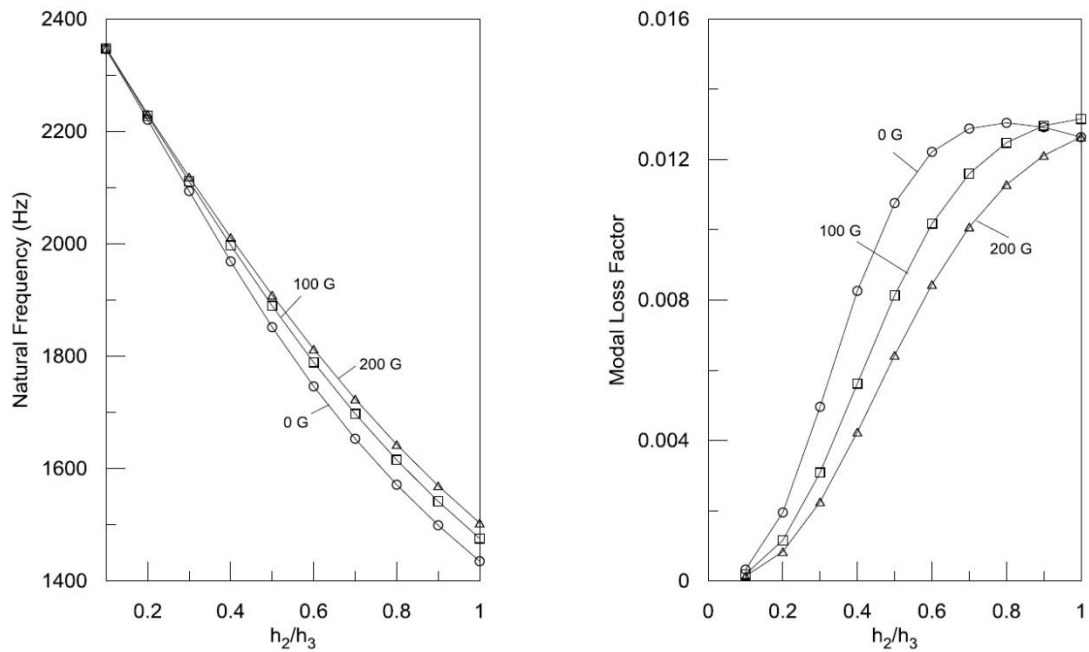 Natural Frequency (Hz)
2400
2200
2000
1800
1600
1400
100 G
200 G
0 G
0.2
0.4
0.6
0.8
1
h₂/h₃
Modal Loss Factor
0.016
0.012
0.008
0.004
0
0 G
100 G
200 G
0
0.2
0.4
0.6
0.8
1
h₂/h₃